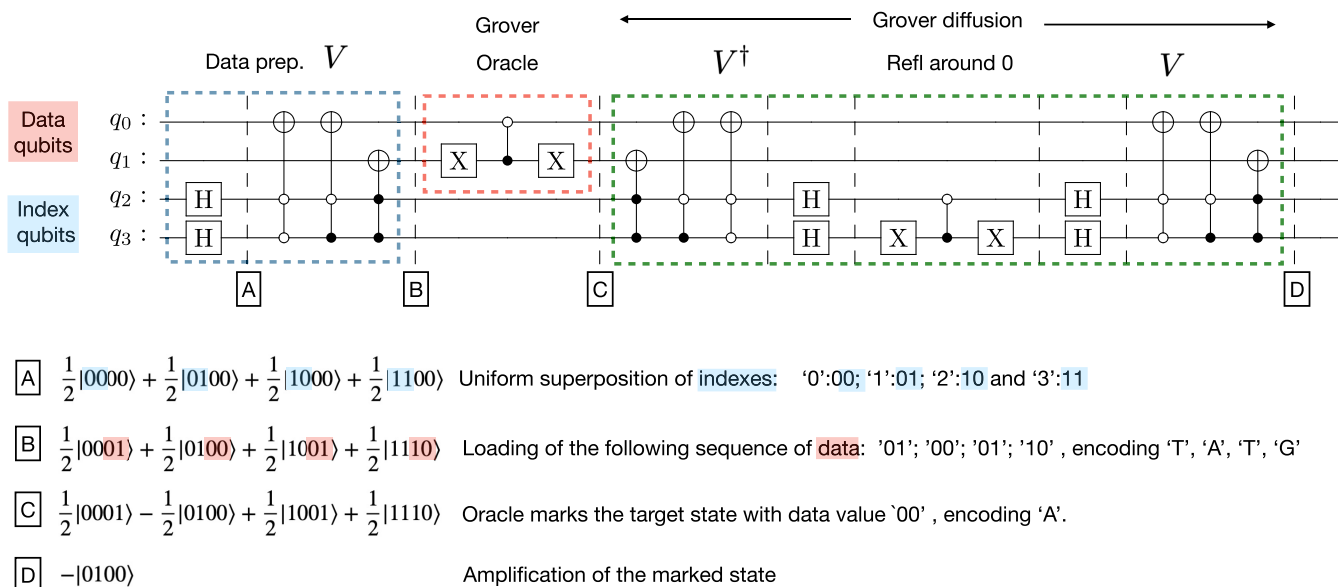 Grover
Grover diffusion
Data prep. V
Oracle
V†
Refl around 0
V
Data
qubits
q₀ :
q₁ : X X
Index
qubits
q₂ : H H H
q₃ : H H X X H
A B C D
A 1/2|0000⟩ + 1/2|0100⟩ + 1/2|1000⟩ + 1/2|1100⟩ Uniform superposition of indexes: ‘0’:00; ‘1’:01; ‘2’:10 and ‘3’:11
B 1/2|0001⟩ + 1/2|0100⟩ + 1/2|1001⟩ + 1/2|1110⟩ Loading of the following sequence of data: '01'; '00'; '01'; '10' , encoding ‘T’, ‘A’, ‘T’, ‘G’
C 1/2|0001⟩ − 1/2|0100⟩ + 1/2|1001⟩ + 1/2|1110⟩ Oracle marks the target state with data value `00’ , encoding ‘A’.
D −|0100⟩ Amplification of the marked state